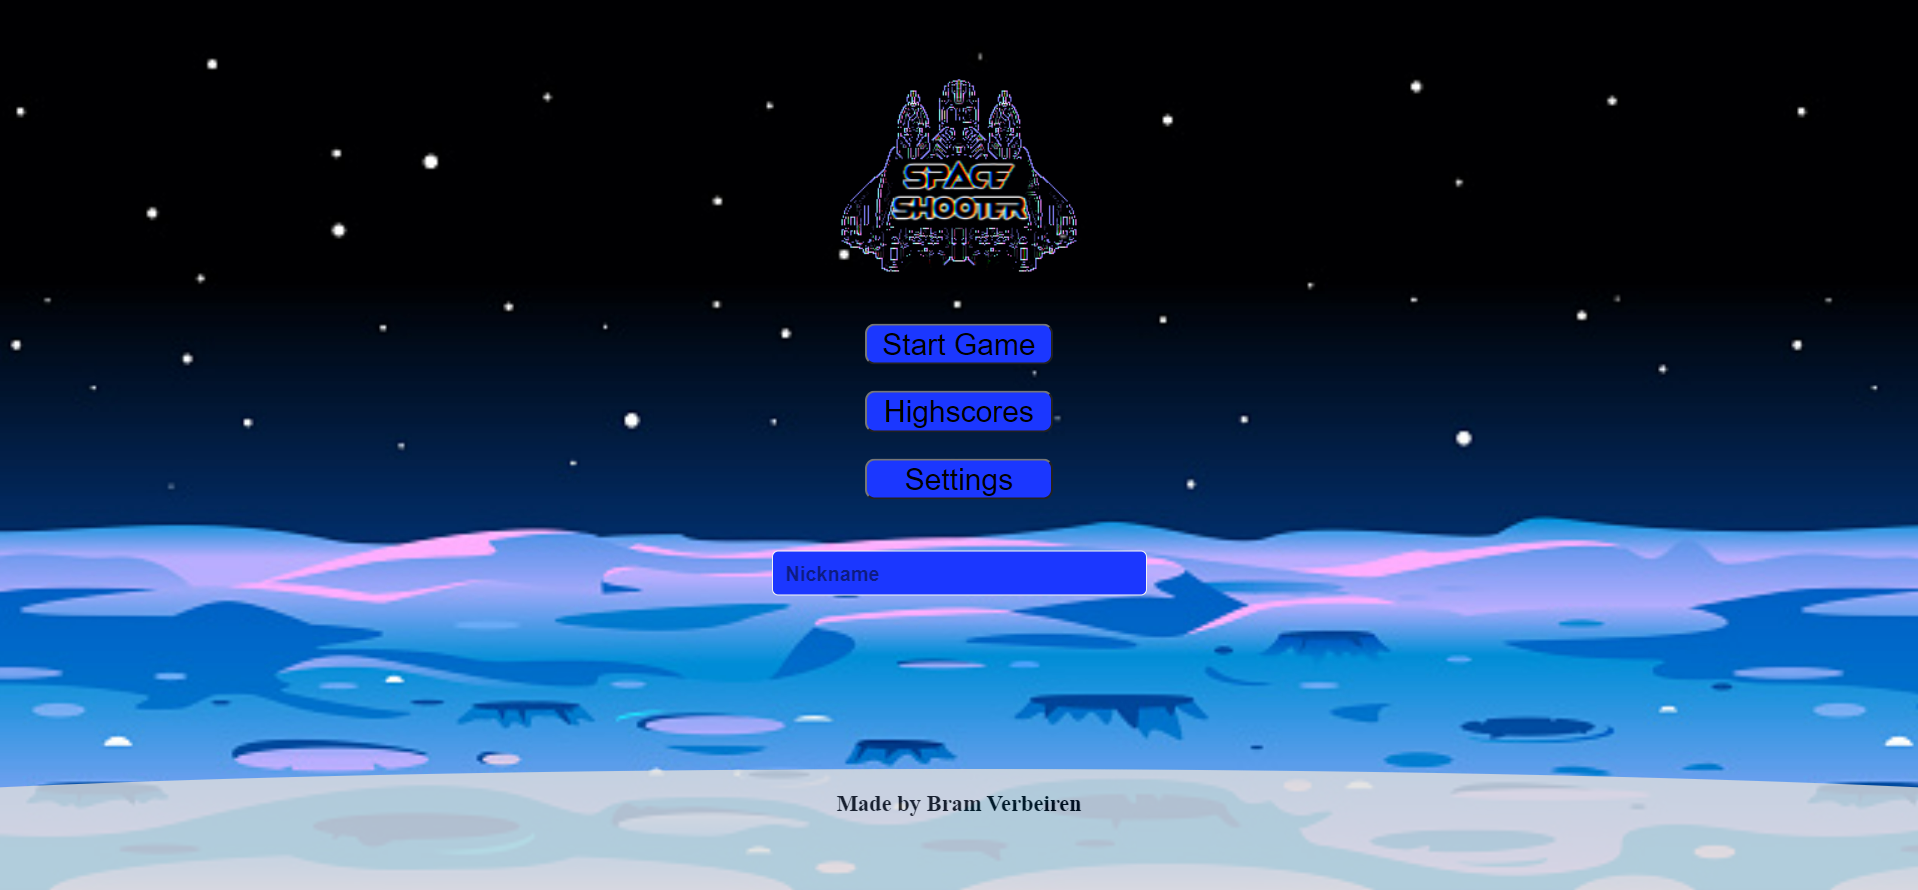 SPACE
SHOOTER
Start Game
Highscores
Settings
Nickname
Made by Bram Verbeiren